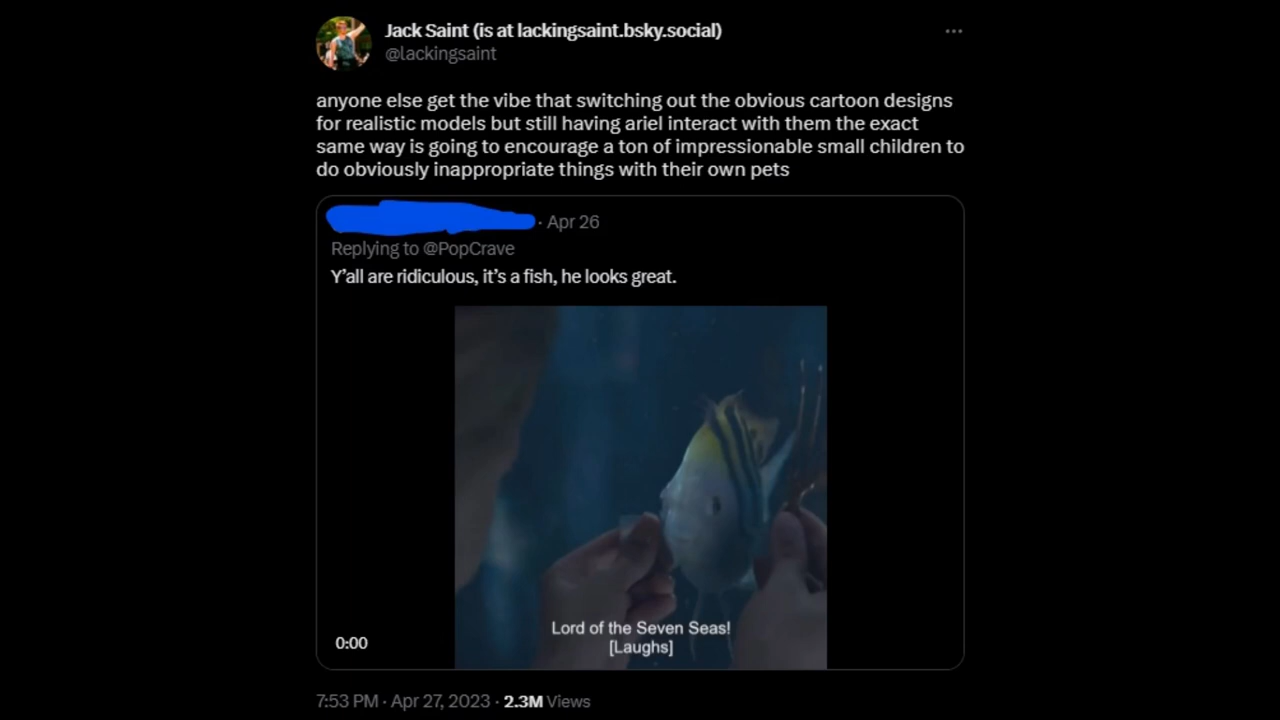 Jack Saint (is at lackingsaint.bsky.social)
@lackingsaint
anyone else get the vibe that switching out the obvious cartoon designs
for realistic models but still having ariel interact with them the exact
same way is going to encourage a ton of impressionable small children to
do obviously inappropriate things with their own pets
· Apr 26
Replying to @PopCrave
Y’all are ridiculous, it’s a fish, he looks great.
Lord of the Seven Seas!
[Laughs]
0:00
7:53 PM · Apr 27, 2023 · 2.3M Views